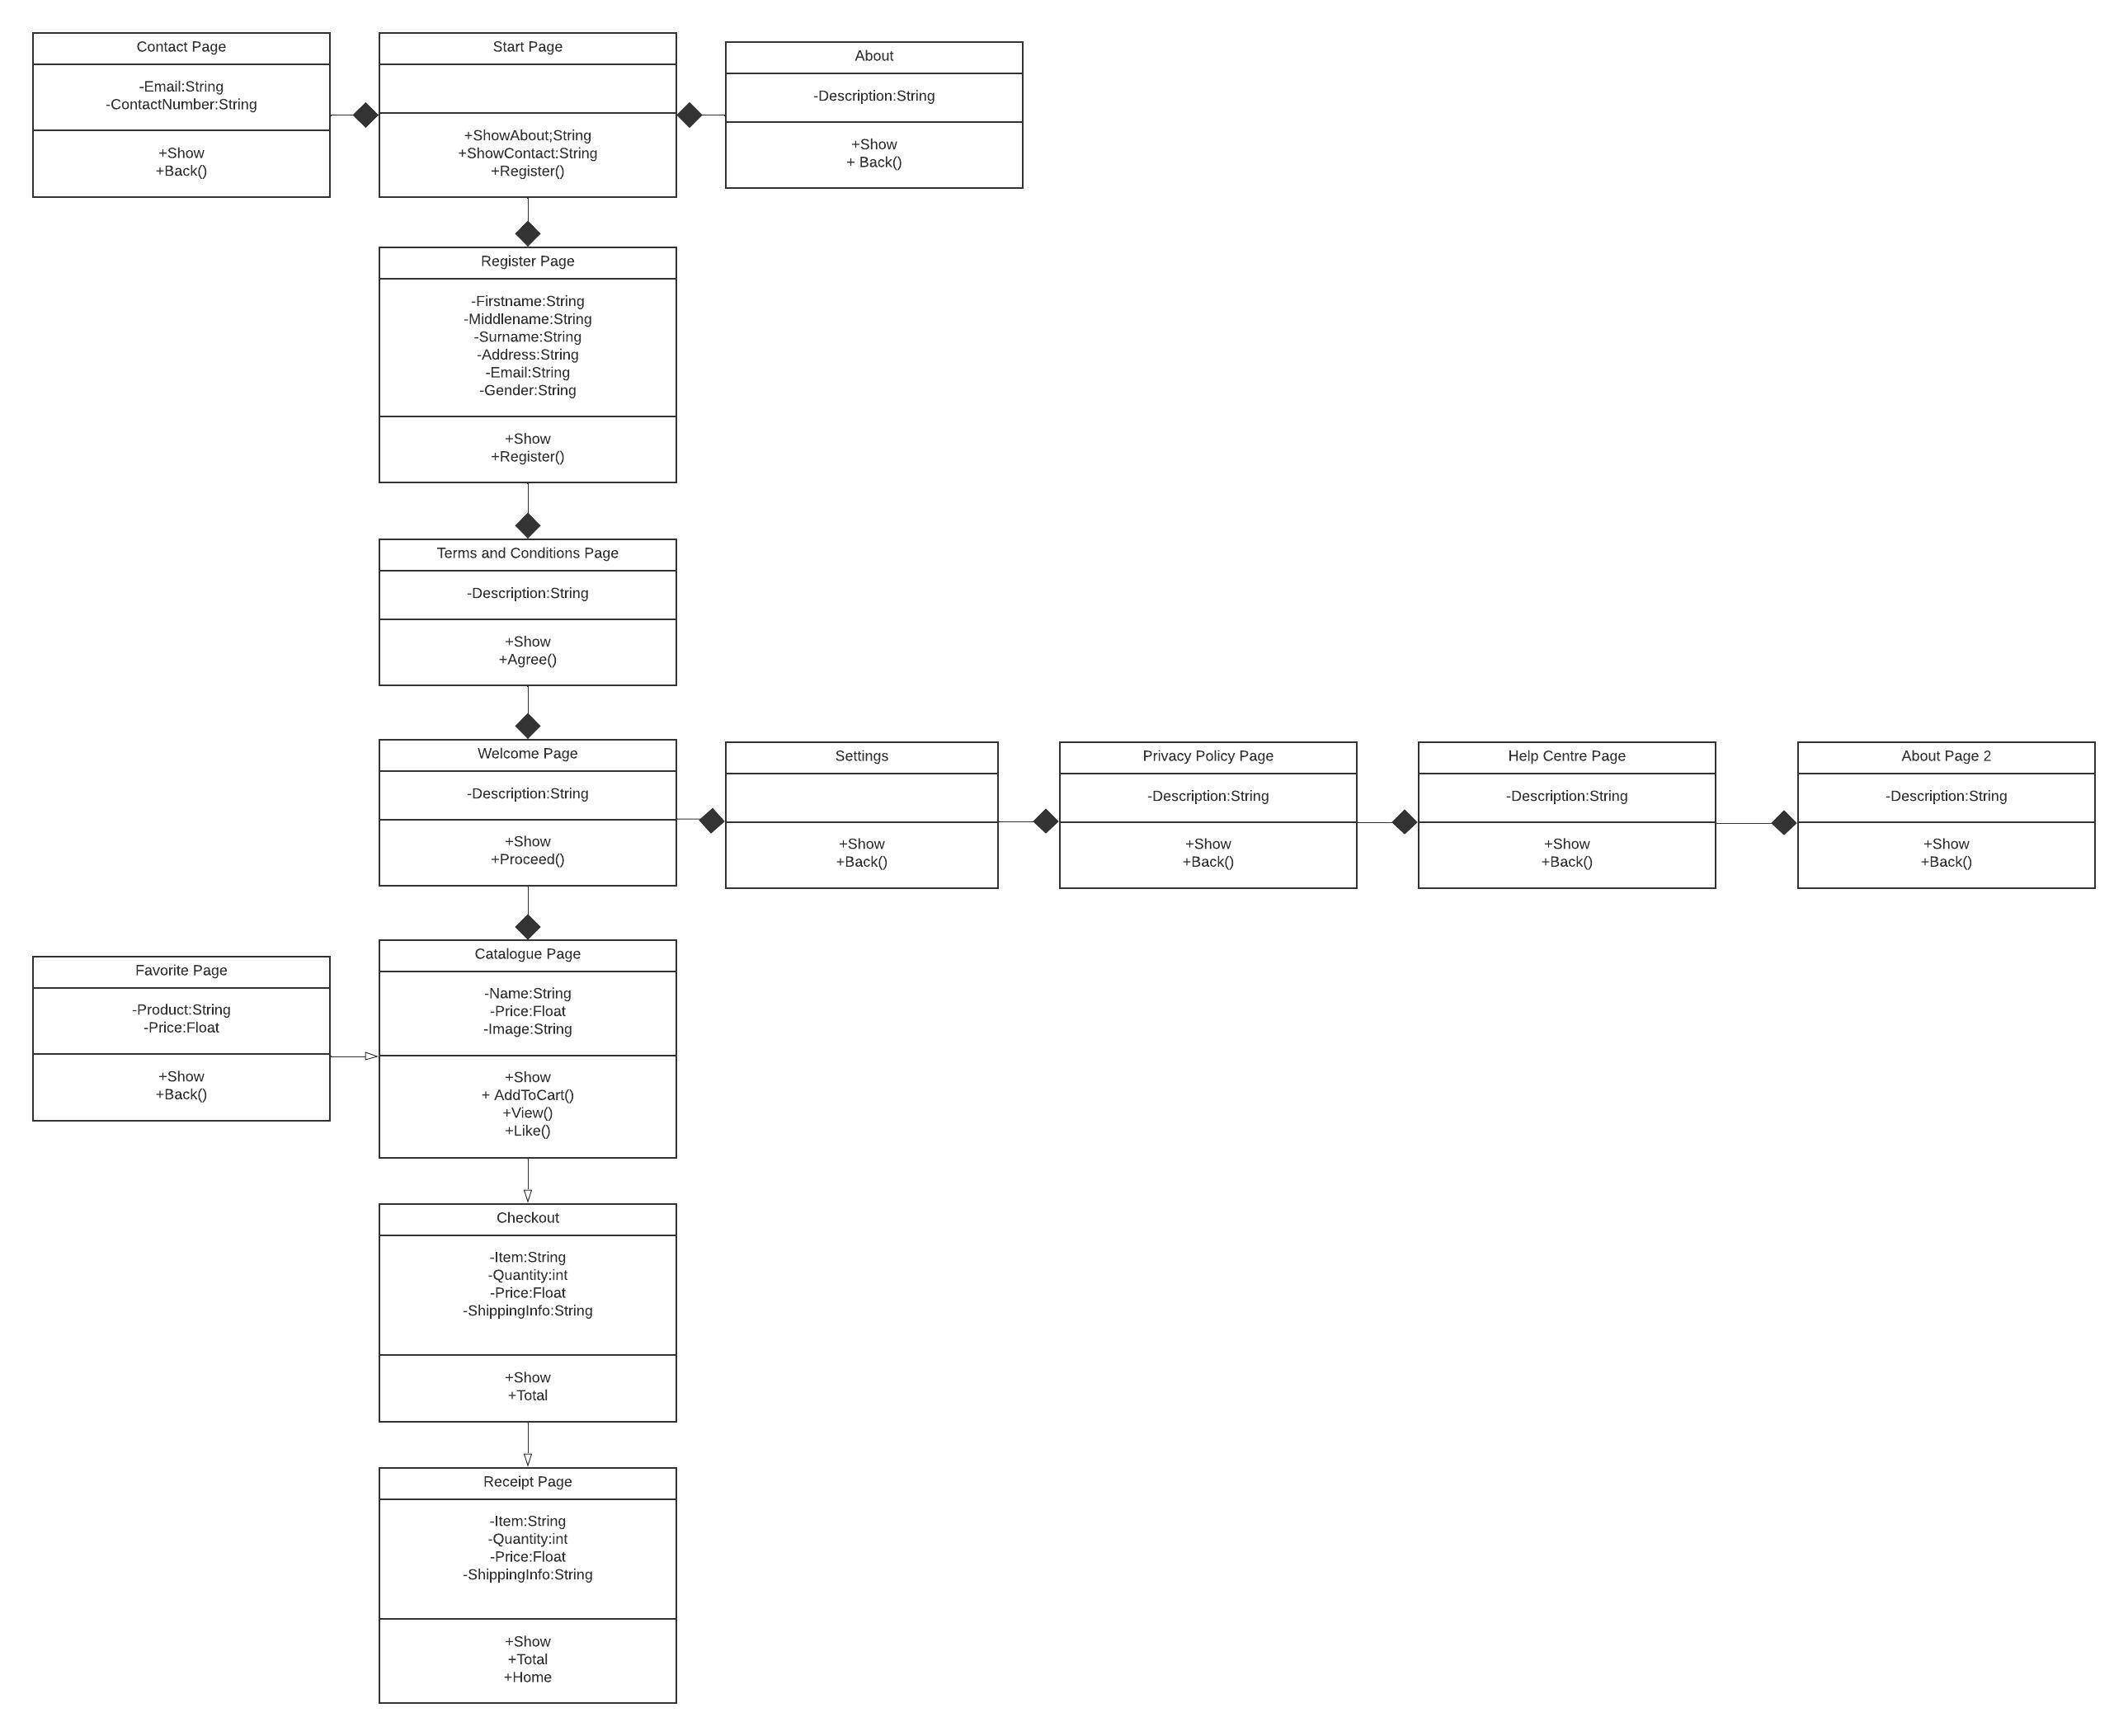 Contact Page
-Email:String
-ContactNumber:String
+Show
+Back()
Start Page
+ShowAbout;String
+ShowContact:String
+Register()
About
-Description:String
+Show
+ Back()
Register Page
-Firstname:String
-Middlename:String
-Surname:String
-Address:String
-Email:String
-Gender:String
+Show
+Register()
Terms and Conditions Page
-Description:String
+Show
+Agree()
Welcome Page
-Description:String
+Show
+Proceed()
Settings
+Show
+Back()
Privacy Policy Page
-Description:String
+Show
+Back()
Help Centre Page
-Description:String
+Show
+Back()
About Page 2
-Description:String
+Show
+Back()
Favorite Page
-Product:String
-Price:Float
+Show
+Back()
Catalogue Page
-Name:String
-Price:Float
-Image:String
+Show
+ AddToCart()
+View()
+Like()
Checkout
-Item:String
-Quantity:int
-Price:Float
-ShippingInfo:String
+Show
+Total
Receipt Page
-Item:String
-Quantity:int
-Price:Float
-ShippingInfo:String
+Show
+Total
+Home